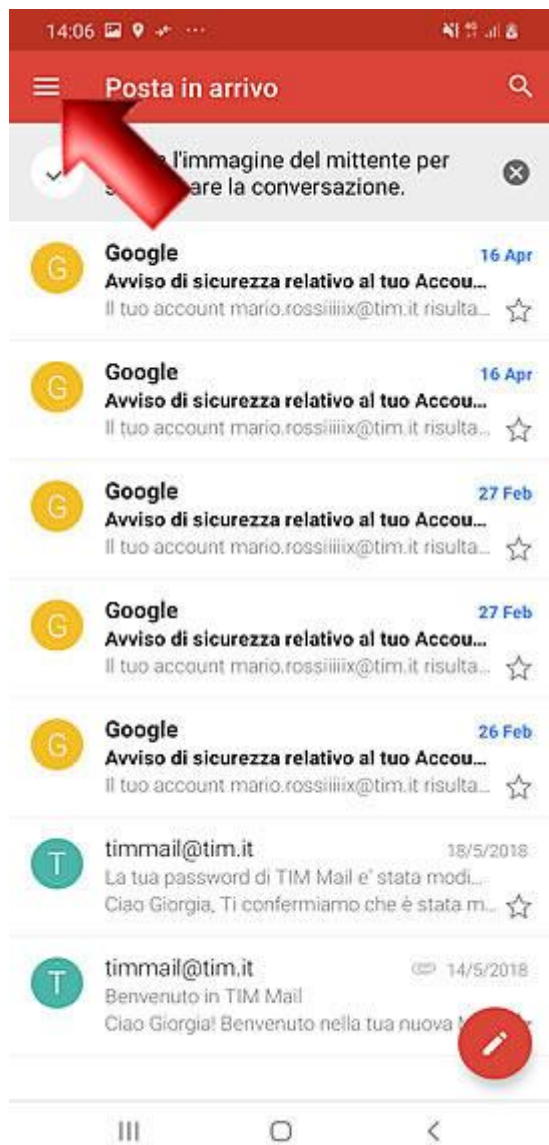 14:06
Posta in arrivo
l'immagine del mittente per
la conversazione.
Google
16 Apr
Avviso di sicurezza relativo al tuo Accou...
Il tuo account mario.rossiiiiix@tim.it risulta...
Google
16 Apr
Avviso di sicurezza relativo al tuo Accou...
Il tuo account mario.rossiiiiix@tim.it risulta...
Google
27 Feb
Avviso di sicurezza relativo al tuo Accou...
Il tuo account mario.rossiiiiix@tim.it risulta...
Google
27 Feb
Avviso di sicurezza relativo al tuo Accou...
Il tuo account mario.rossiiiiix@tim.it risulta...
Google
26 Feb
Avviso di sicurezza relativo al tuo Accou...
Il tuo account mario.rossiiiiix@tim.it risulta...
timmail@tim.it
18/5/2018
La tua password di TIM Mail e' stata modi...
Ciao Giorgia, Ti confermiamo che è stata m...
timmail@tim.it
14/5/2018
Benvenuto in TIM Mail
Ciao Giorgia! Benvenuto nella tua nuova